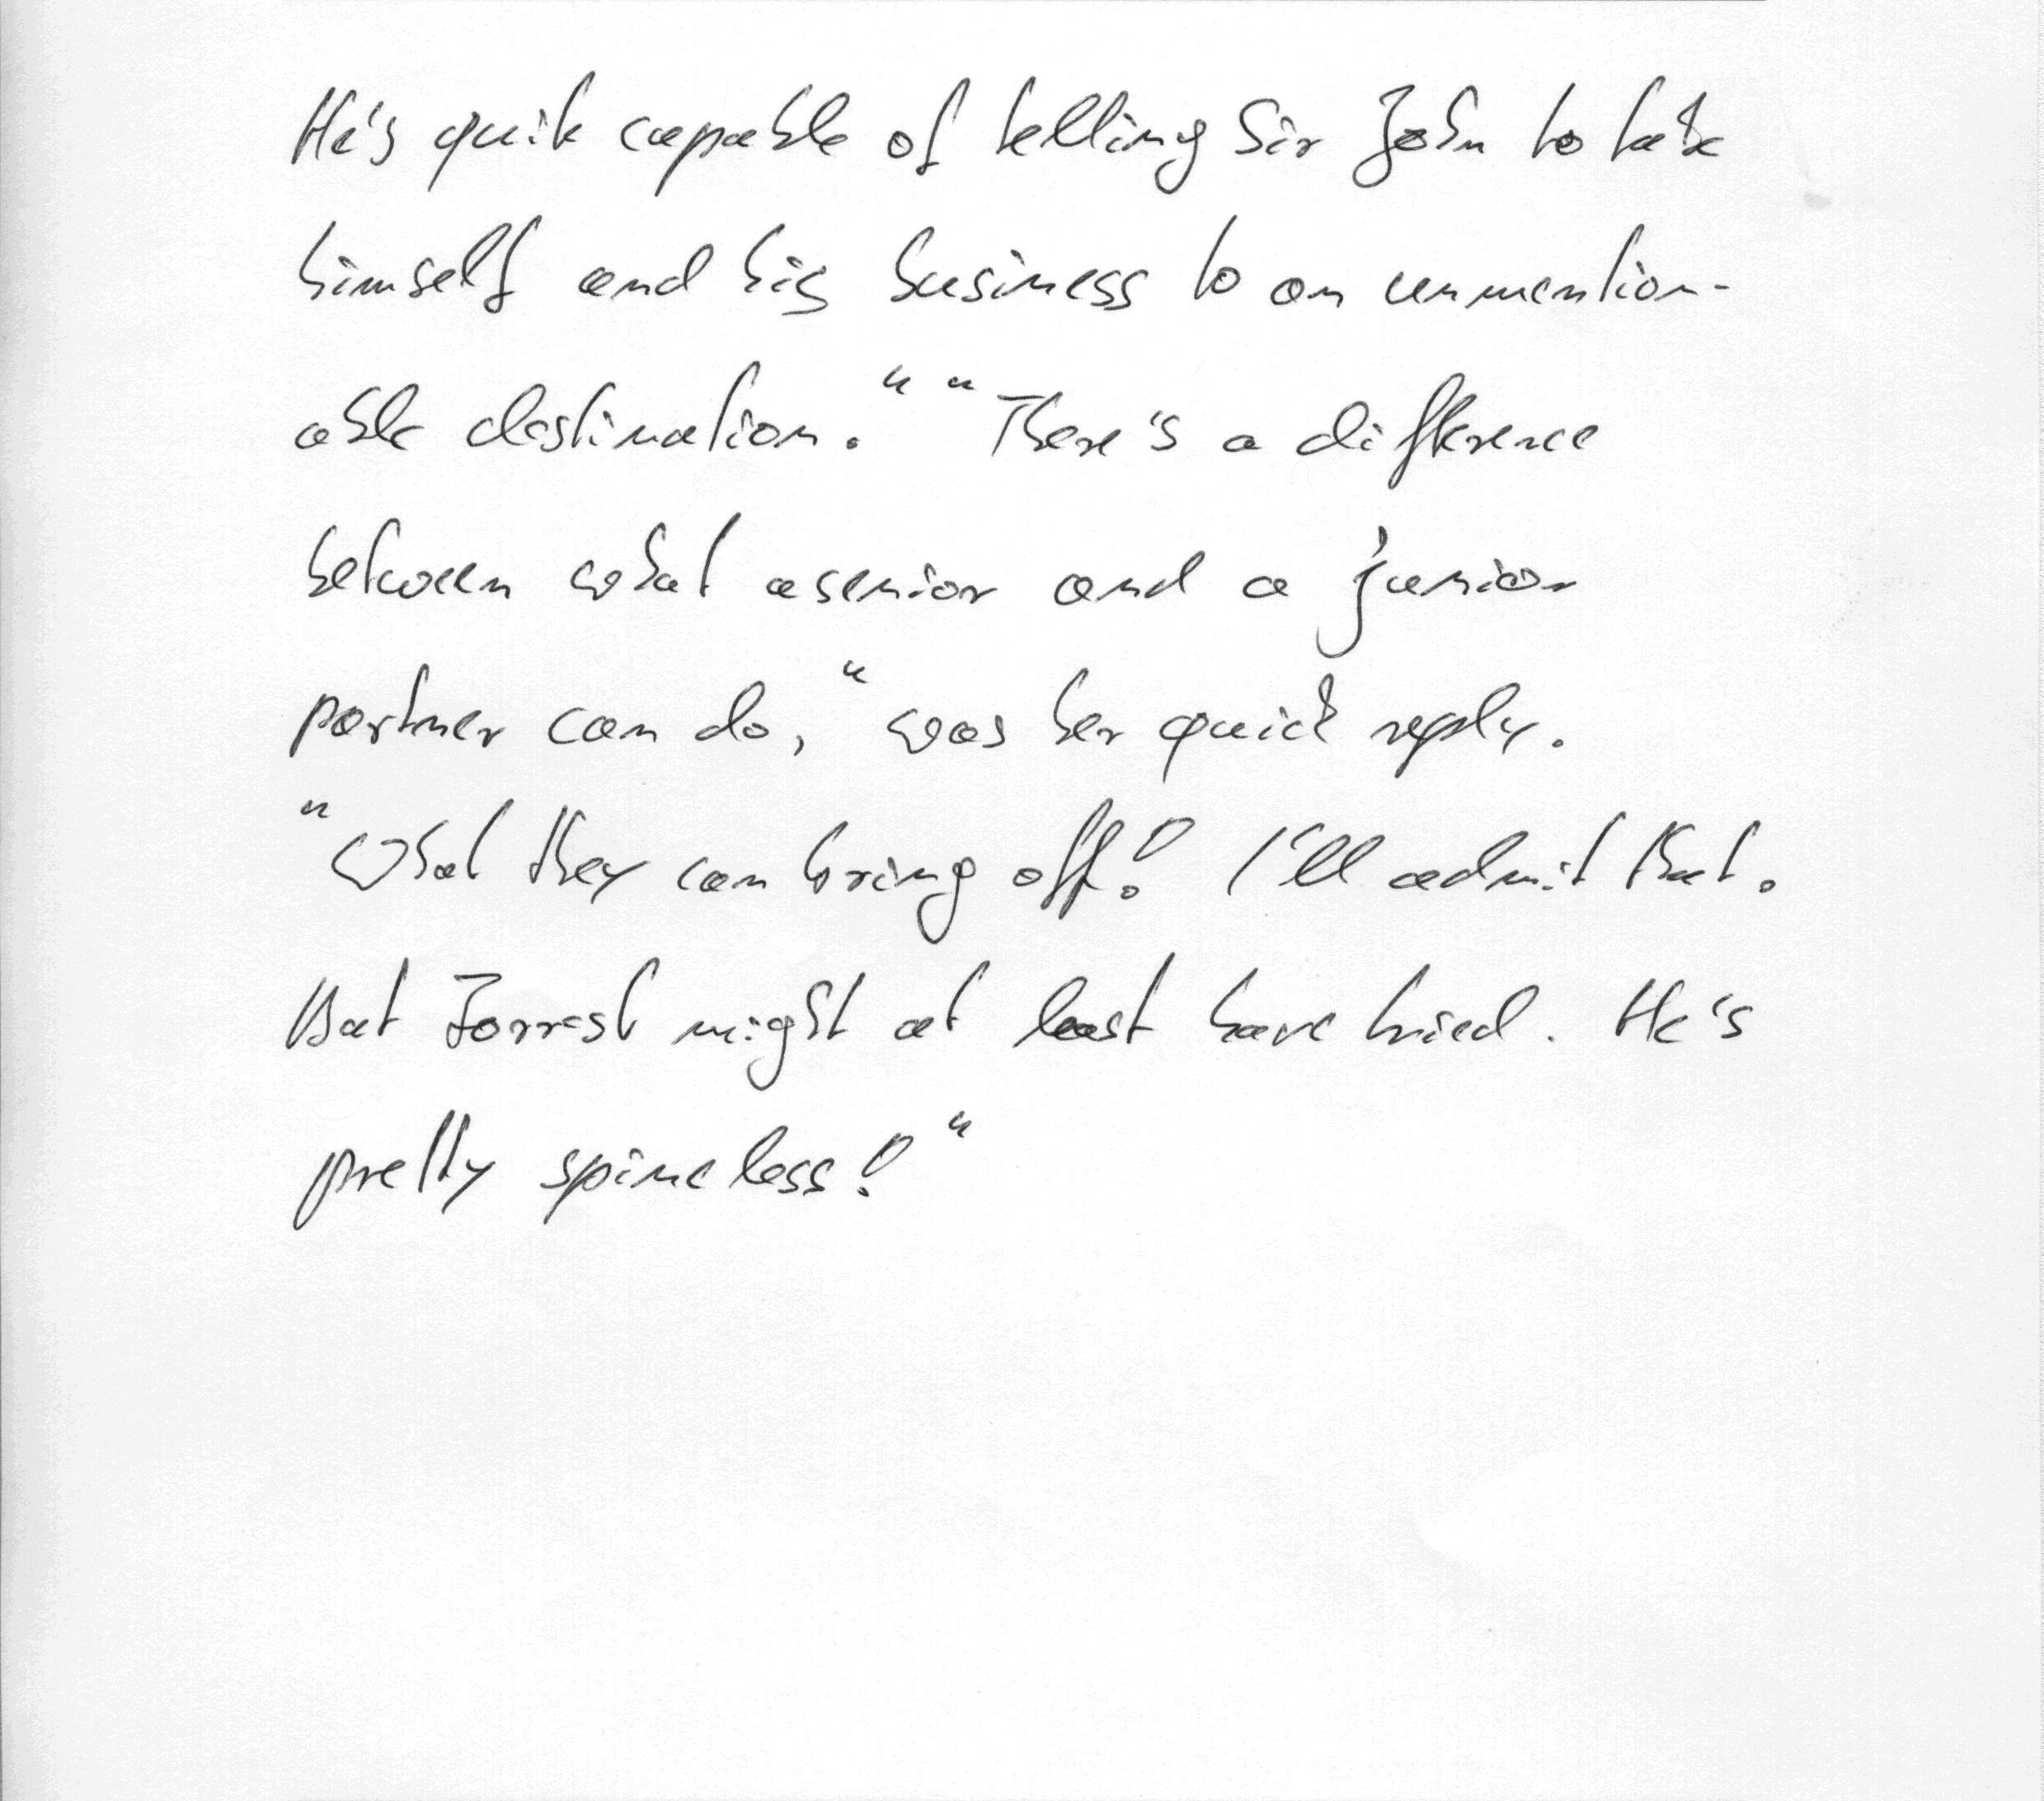 He's quite capable of telling Sir John to take
himself and his business to an unmention-
able destination." "There's a difference
between what a senior and a junior
partner can do, " was her quick reply.
"What they can bring off! I'll admit that.
But Forrest might at least have tried. He's
pretty spineless!"